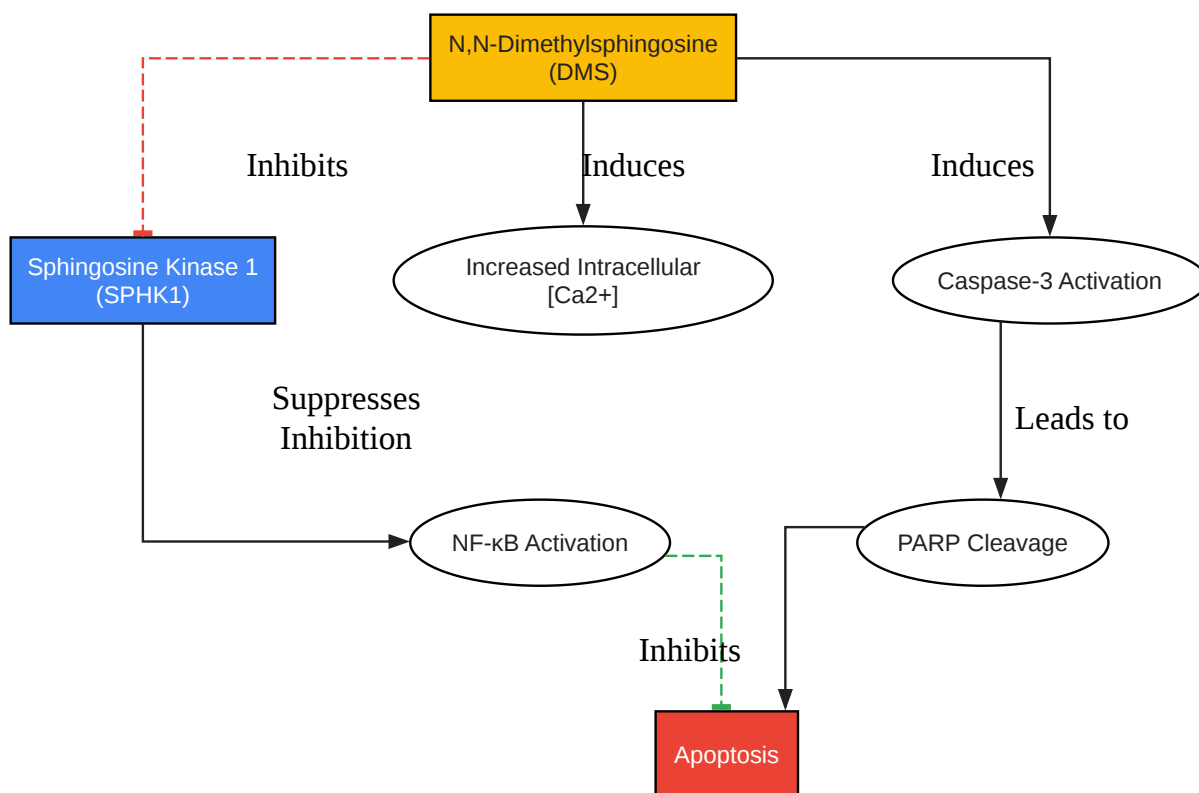 N,N-Dimethylsphingosine
(DMS)
Inhibits
Induces
Induces
Sphingosine Kinase 1
(SPHK1)
Increased Intracellular
[Ca2+]
Caspase-3 Activation
Suppresses
Inhibition
Leads to
NF-κB Activation
PARP Cleavage
Inhibits
Apoptosis